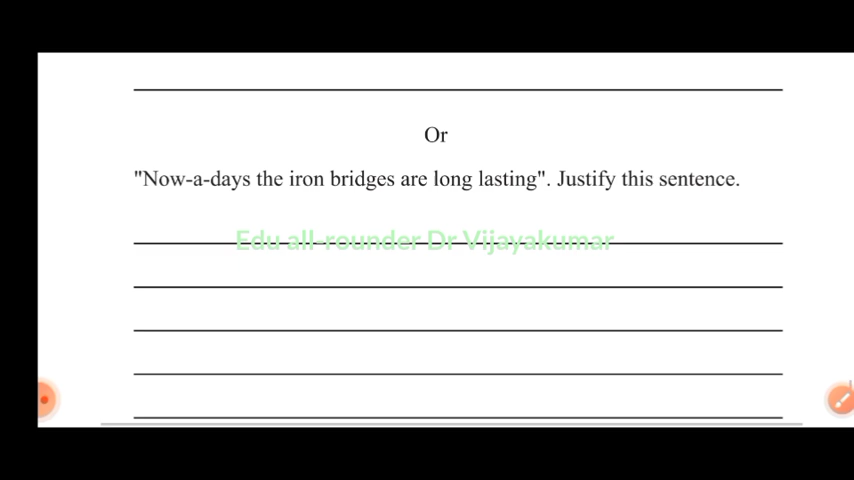 Or
"Now-a-days the iron bridges are long lasting". Justify this sentence.
Edu all-rounder Dr Vijayakumar